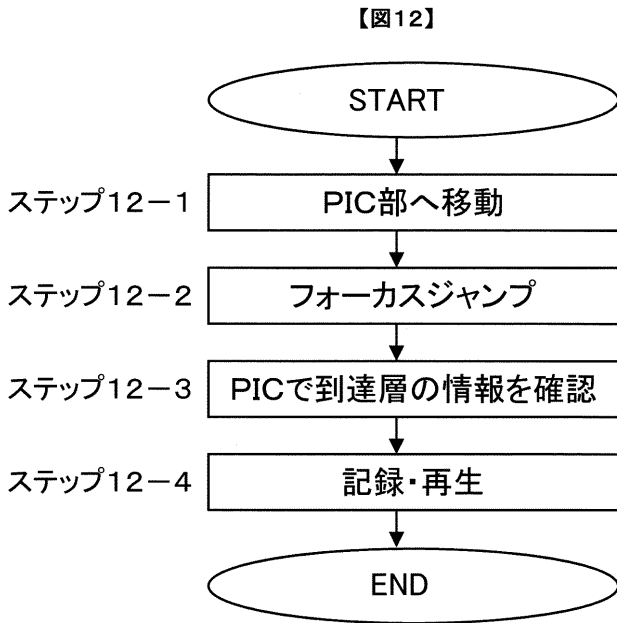 【図12】
START
ステップ12－1 PIC部へ移動
ステップ12－2 フォーカスジャンプ
ステップ12－3 PICで到達層の情報を確認
ステップ12－4 記録・再生
END